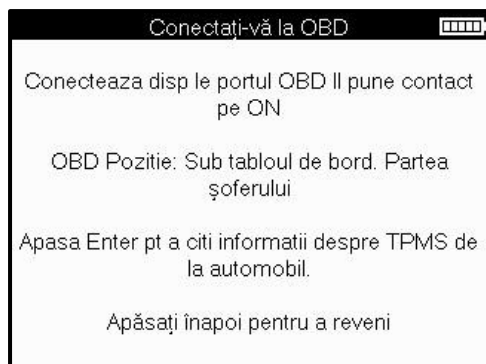 Conectați-vă la OBD
Conecteaza disp le portul OBD II pune contact
pe ON
OBD Pozitie: Sub tabloul de bord. Partea
șoferului
Apasa Enter pt a citi informatii despre TPMS de
la automobil.
Apăsați înapoi pentru a reveni